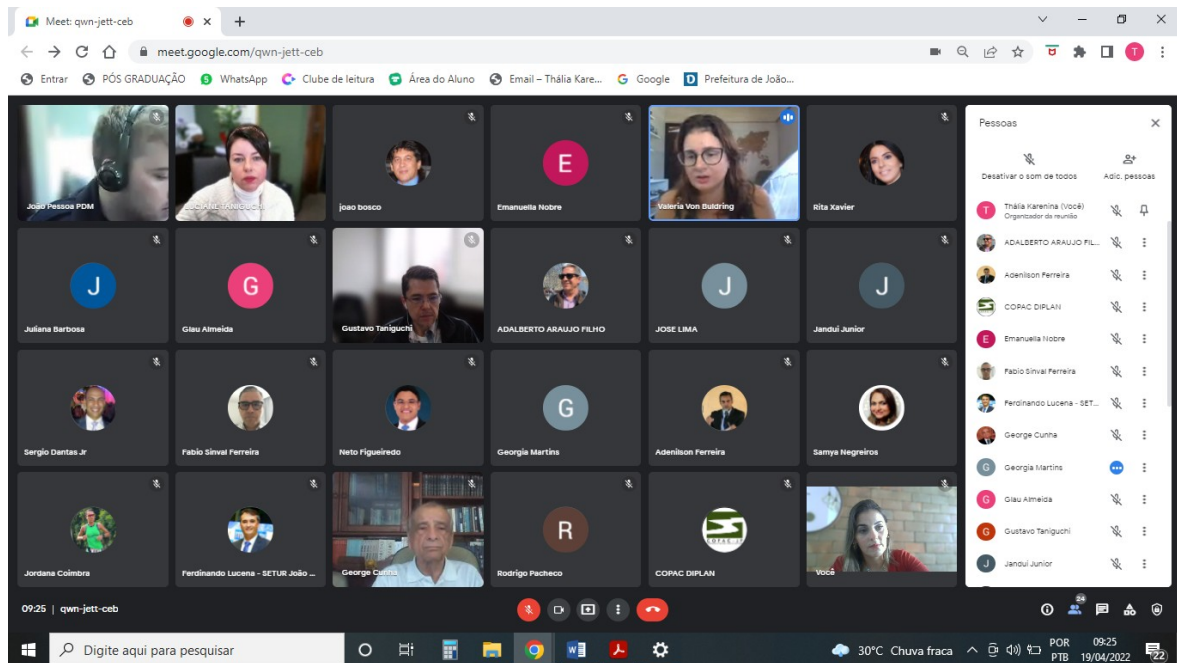 Meet: qwn-jett-ceb
meet.google.com/qwn-jett-ceb
T
Entrar PÓS GRADUAÇÃO WhatsApp Clube de leitura Área do Aluno Email – Thália Kare... Google D Prefeitura de João...
João Pessoa PDM
LUCIANE TANIGUCHI
joao bosco
E
Emanuella Nobre
Valeria Von Buldring
Rita Xavier
J
Juliana Barbosa
G
Glau Almeida
Gustavo Taniguchi
ADALBERTO ARAUJO FILHO
J
JOSE LIMA
J
Jandui Junior
Sergio Dantas Jr
Fabio Sinval Ferreira
Neto Figueiredo
G
Georgia Martins
Adenilson Ferreira
Samya Negreiros
Jordana Coimbra
Ferdinando Lucena - SETUR João ...
George Cunha
R
Rodrigo Pacheco
COPAC DIPLAN
Você
Pessoas
Desativar o som de todos
Adic. pessoas
T Thália Karenina (Você)
Organizador da reunião
ADALBERTO ARAUJO FIL...
Adenilson Ferreira
COPAC DIPLAN
E Emanuella Nobre
Fabio Sinval Ferreira
Ferdinando Lucena - SET...
George Cunha
G Georgia Martins
G Glau Almeida
G Gustavo Taniguchi
J Jandui Junior
09:25 | qwn-jett-ceb
24
Digite aqui para pesquisar
30°C Chuva fraca
POR
PTB
09:25
19/04/2022
22